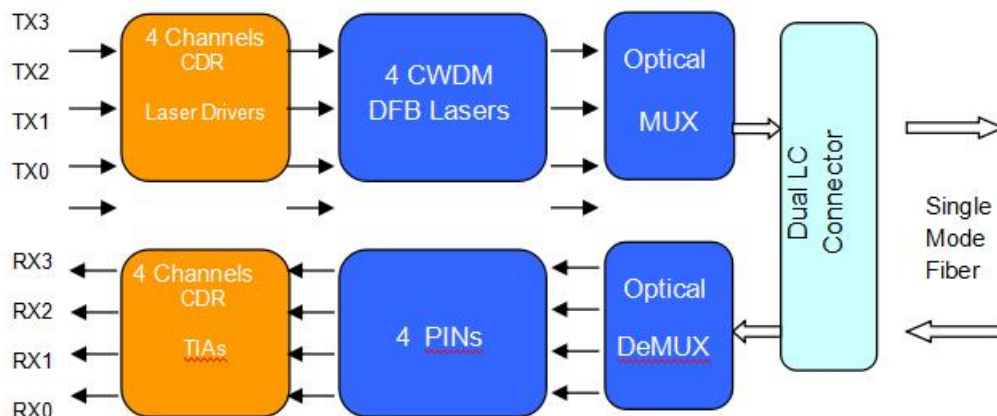 TX3
TX2
TX1
TX0
4 Channels
CDR
Laser Drivers
4 CWDM
DFB Lasers
Optical
MUX
Dual LC
Connector
Single
Mode
Fiber
RX3
RX2
RX1
RX0
4 Channels
CDR
TIAs
4 PINs
Optical
DeMUX